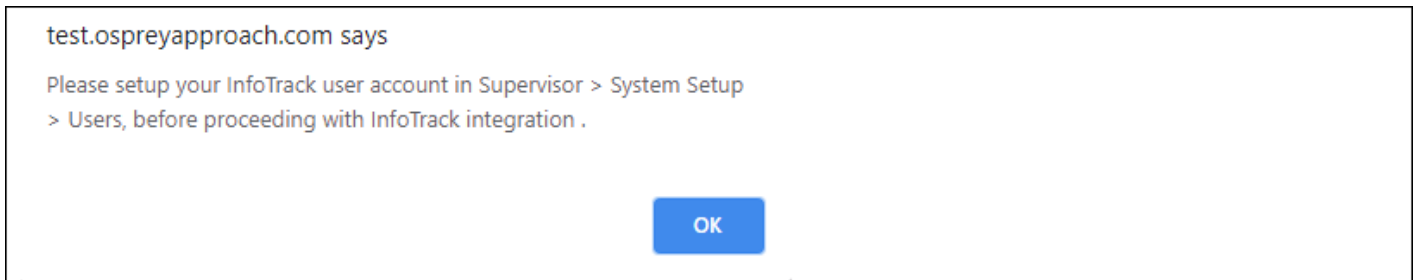 test.ospreyapproach.com says
Please setup your InfoTrack user account in Supervisor > System Setup
> Users, before proceeding with InfoTrack integration .
OK